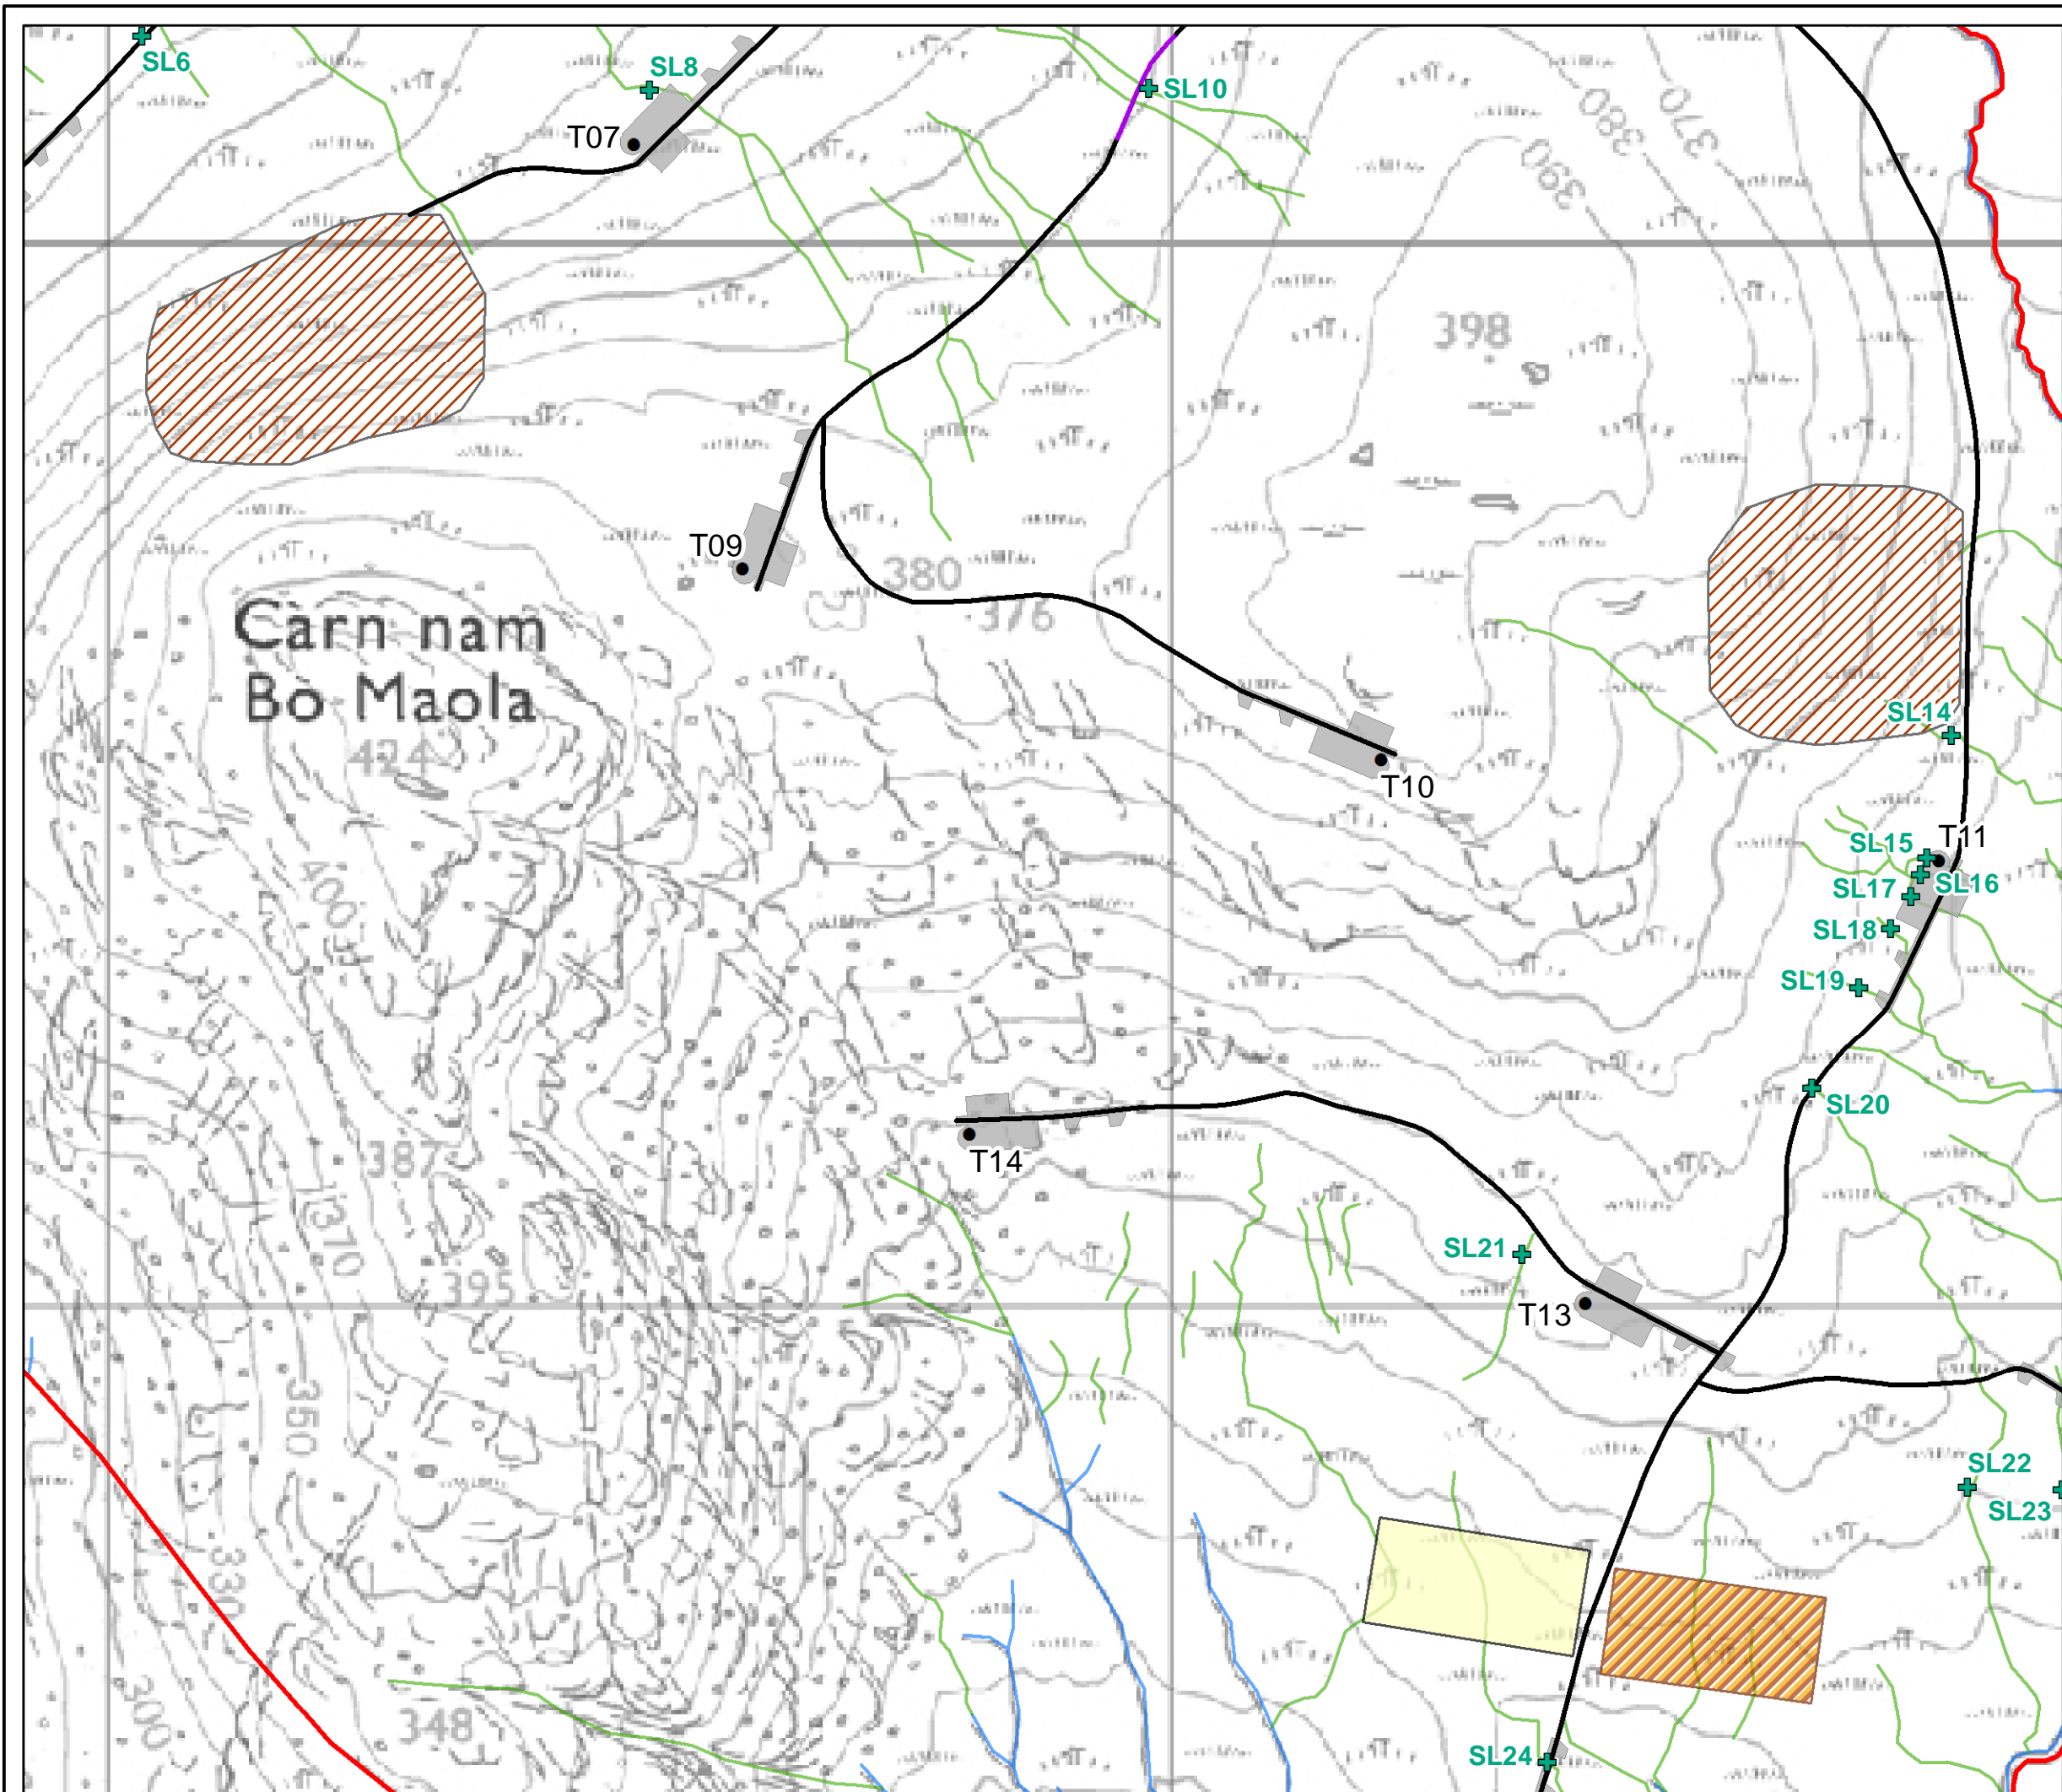 SL6
SL8
SL10
T07
380
370
390
398
T09
380
376
Càrn nam
Bò Maola
424
SL14
T10
T11
SL15
SL16
SL17
SL18
400
SL19
SL20
T14
387
370
SL21
395
T13
350
SL22
SL23
330
300
348
SL24